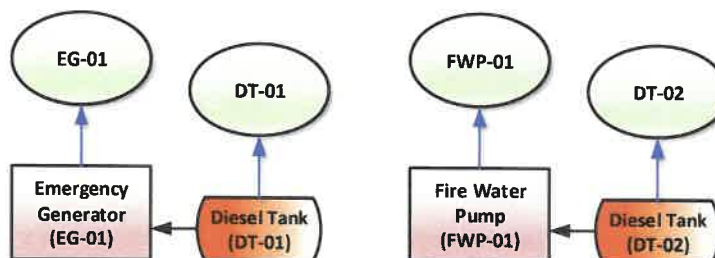 EG-01
DT-01
FWP-01
DT-02
Emergency
Generator
(EG-01)
Diesel Tank
(DT-01)
Fire Water
Pump
(FWP-01)
Diesel Tank
(DT-02)